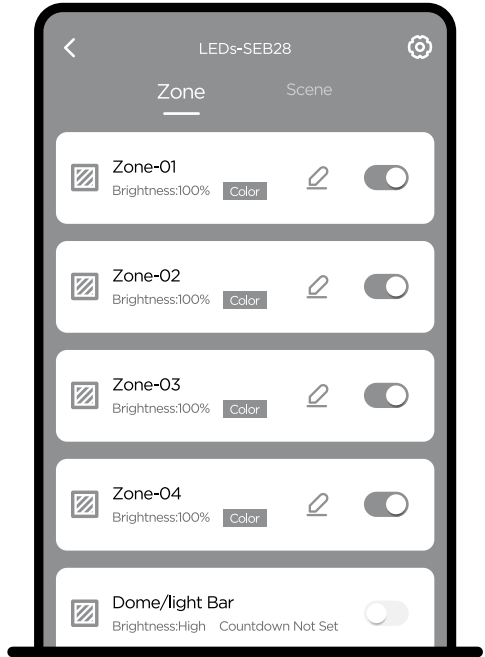 LEDs-SEB28
Zone Scene
Zone-01
Brightness:100% Color
Zone-02
Brightness:100% Color
Zone-03
Brightness:100% Color
Zone-04
Brightness:100% Color
Dome/light Bar
Brightness:High Countdown Not Set